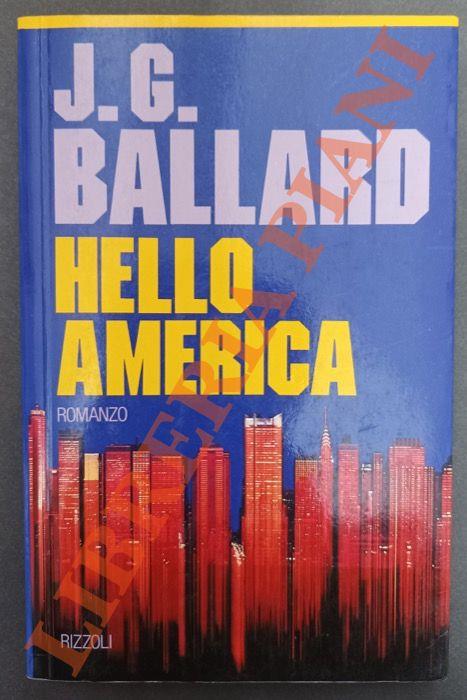 J. G.
BALLARD
HELLO
AMERICA
ROMANZO
RIZZOLI
LIBRERIA PIANI